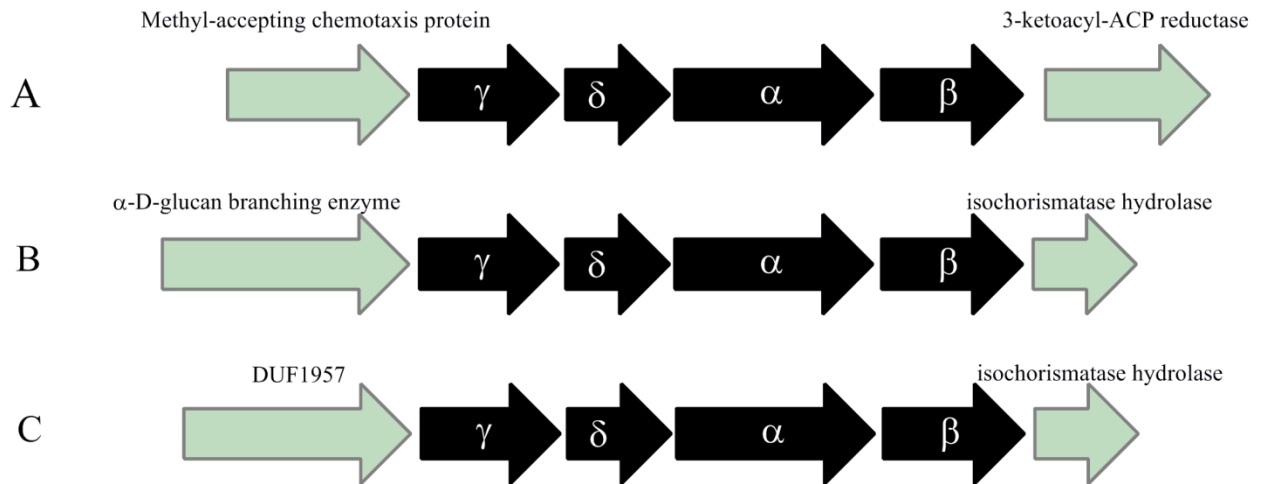 Methyl-accepting chemotaxis protein 3-ketoacyl-ACP reductase
A γ δ α β
α-D-glucan branching enzyme isochorismatase hydrolase
B γ δ α β
DUF1957 isochorismatase hydrolase
C γ δ α β